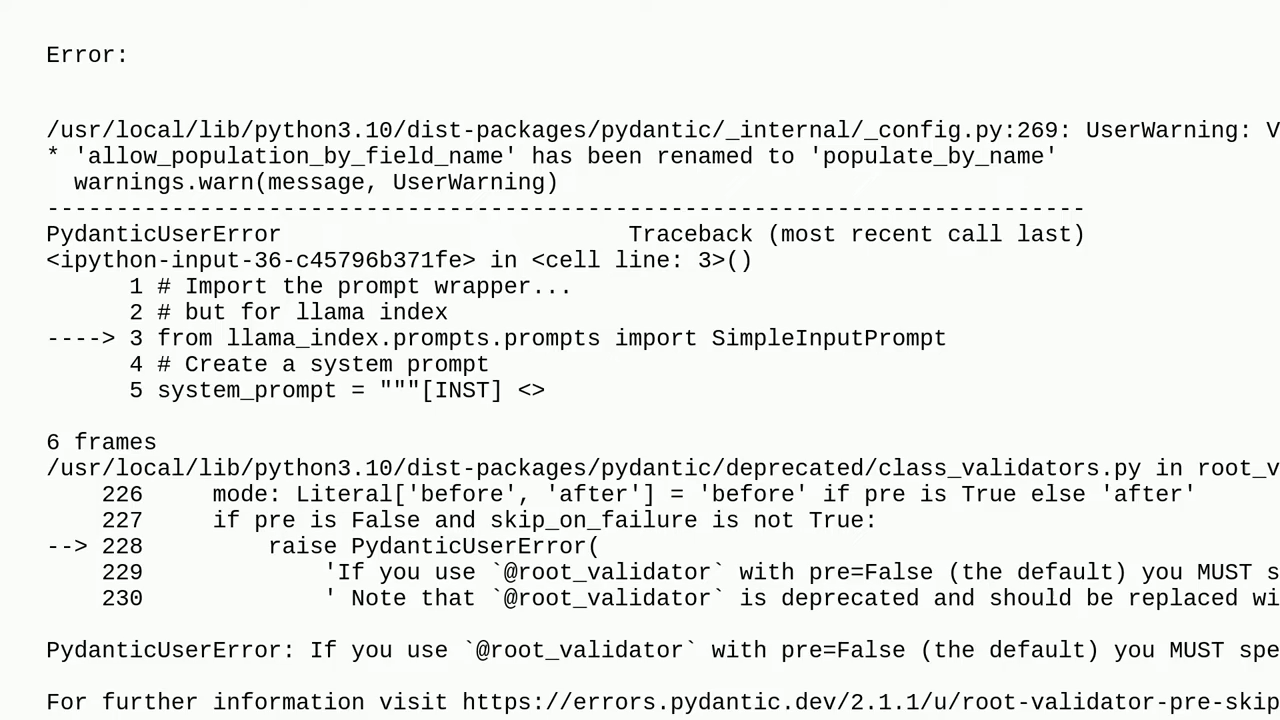 Error:
/usr/local/lib/python3.10/dist-packages/pydantic/_internal/_config.py:269: UserWarning: V
* 'allow_population_by_field_name' has been renamed to 'populate_by_name'
  warnings.warn(message, UserWarning)
---------------------------------------------------------------------------
PydanticUserError                         Traceback (most recent call last)
<ipython-input-36-c45796b371fe> in <cell line: 3>()
      1 # Import the prompt wrapper...
      2 # but for llama index
----> 3 from llama_index.prompts.prompts import SimpleInputPrompt
      4 # Create a system prompt
      5 system_prompt = """[INST] <>
6 frames
/usr/local/lib/python3.10/dist-packages/pydantic/deprecated/class_validators.py in root_v
    226     mode: Literal['before', 'after'] = 'before' if pre is True else 'after'
    227     if pre is False and skip_on_failure is not True:
--> 228         raise PydanticUserError(
    229             'If you use `@root_validator` with pre=False (the default) you MUST s
    230             ' Note that `@root_validator` is deprecated and should be replaced wi
PydanticUserError: If you use `@root_validator` with pre=False (the default) you MUST spe
For further information visit https://errors.pydantic.dev/2.1.1/u/root-validator-pre-skip